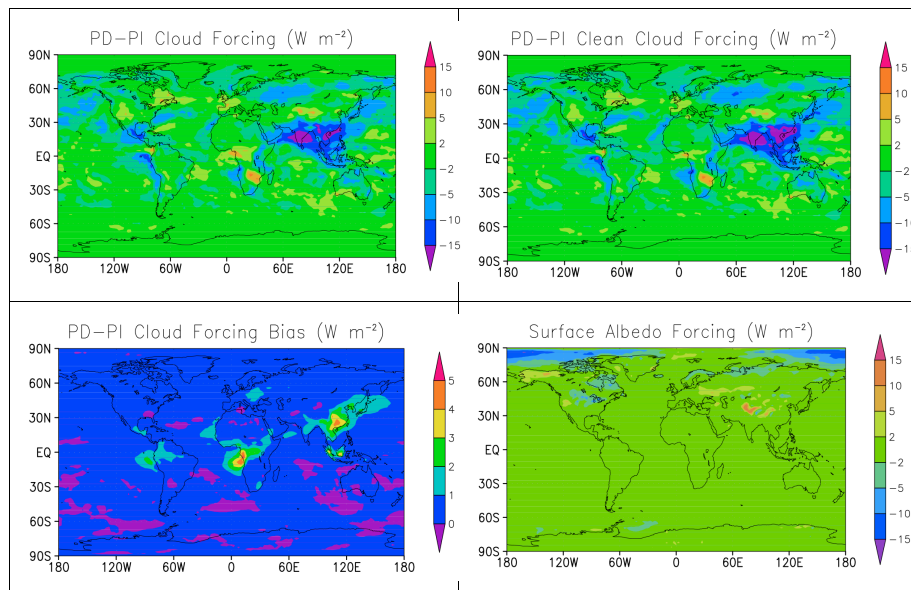 PD-PI Cloud Forcing (W m⁻²)
90N
60N
30N
EQ
30S
60S
90S
180 120W 60W 0 60E 120E 180
15
10
5
2
-2
-5
-10
-15
PD-PI Clean Cloud Forcing (W m⁻²)
90N
60N
30N
EQ
30S
60S
90S
180 120W 60W 0 60E 120E 180
15
10
5
2
-2
-5
PD-PI Cloud Forcing Bias (W m⁻²)
90N
60N
30N
EQ
30S
60S
90S
180 120W 60W 0 60E 120E 180
5
4
3
2
1
0
Surface Albedo Forcing (W m⁻²)
90N
60N
30N
EQ
30S
60S
90S
180 120W 60W 0 60E 120E 180
15
10
5
2
-2
-5
-10
-15